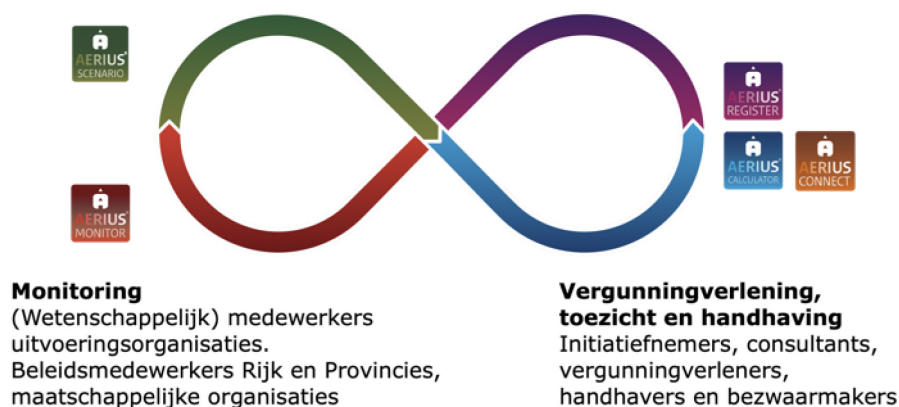 AERIUS®
SCENARIO
AERIUS
REGISTER
AERIUS®
CALCULATOR
AERIUS
CONNECT
AERIUS®
MONITOR
Monitoring
(Wetenschappelijk) medewerkers
uitvoeringsorganisaties.
Beleidsmedewerkers Rijk en Provincies,
maatschappelijke organisaties
Vergunningverlening,
toezicht en handhaving
Initiatiefnemers, consultants,
vergunningverleners,
handhavers en bezwaarmakers